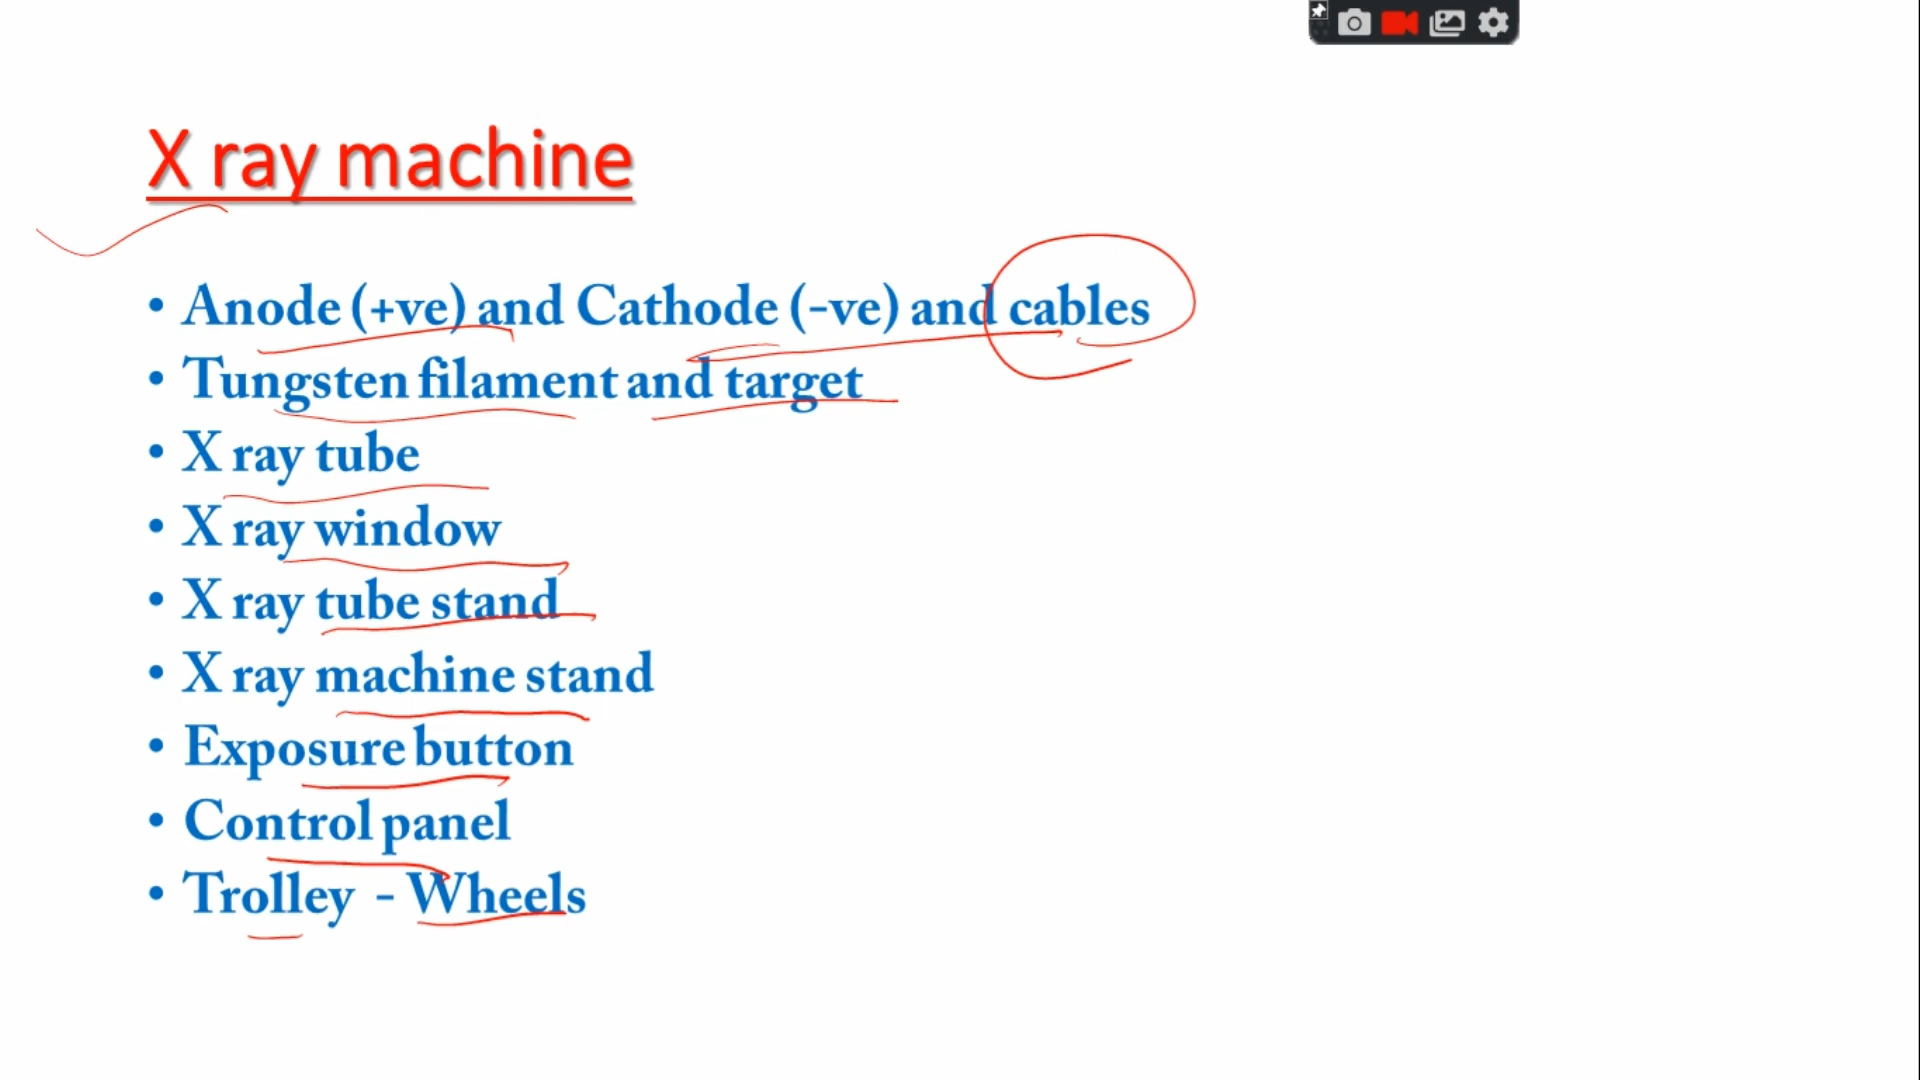 X ray machine
• Anode (+ve) and Cathode (-ve) and cables
• Tungsten filament and target
• X ray tube
• X ray window
• X ray tube stand
• X ray machine stand
• Exposure button
• Control panel
• Trolley - Wheels